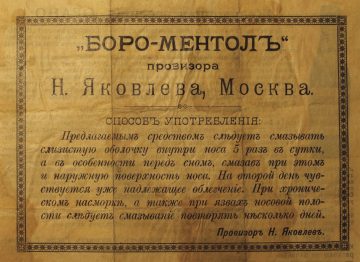 „БОРО-МЕНТОЛЪ“
провизора
Н. Яковлева, Москва.
СПОСОБЪ УПОТРЕБЛЕНІЯ:
Предлагаемымъ средствомъ слѣдуетъ смазывать
слизистую оболочку внутри носа 5 разъ въ сутки,
а въ особенности передъ сномъ, смазавъ при этомъ
и наружную поверхность носа. На второй день чув-
ствуется уже надлежащее облегченіе. При хрониче-
скомъ насморкѣ, а также при язвахъ носовой поло-
сти слѣдуетъ смазываніе повторять нѣсколько дней.
Провизоръ Н. Яковлевъ.